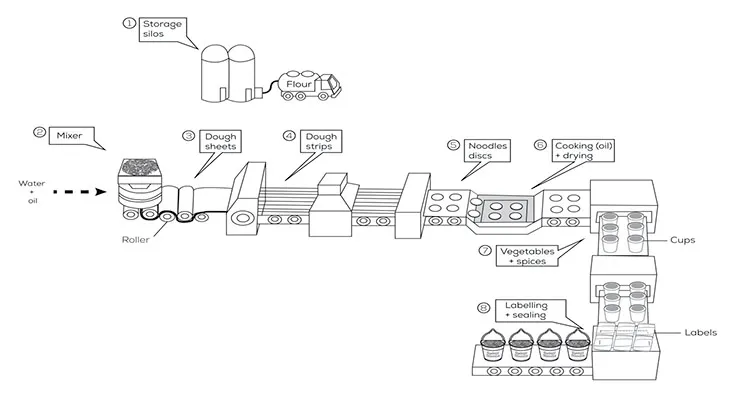 ① Storage
silos
Flour
② Mixer
③ Dough
sheets
④ Dough
strips
⑤ Noodles
discs
⑥ Cooking (oil)
+ drying
Water
+
oil
Roller
⑦ Vegetables
+ spices
Cups
⑧ Labelling
+ sealing
Labels